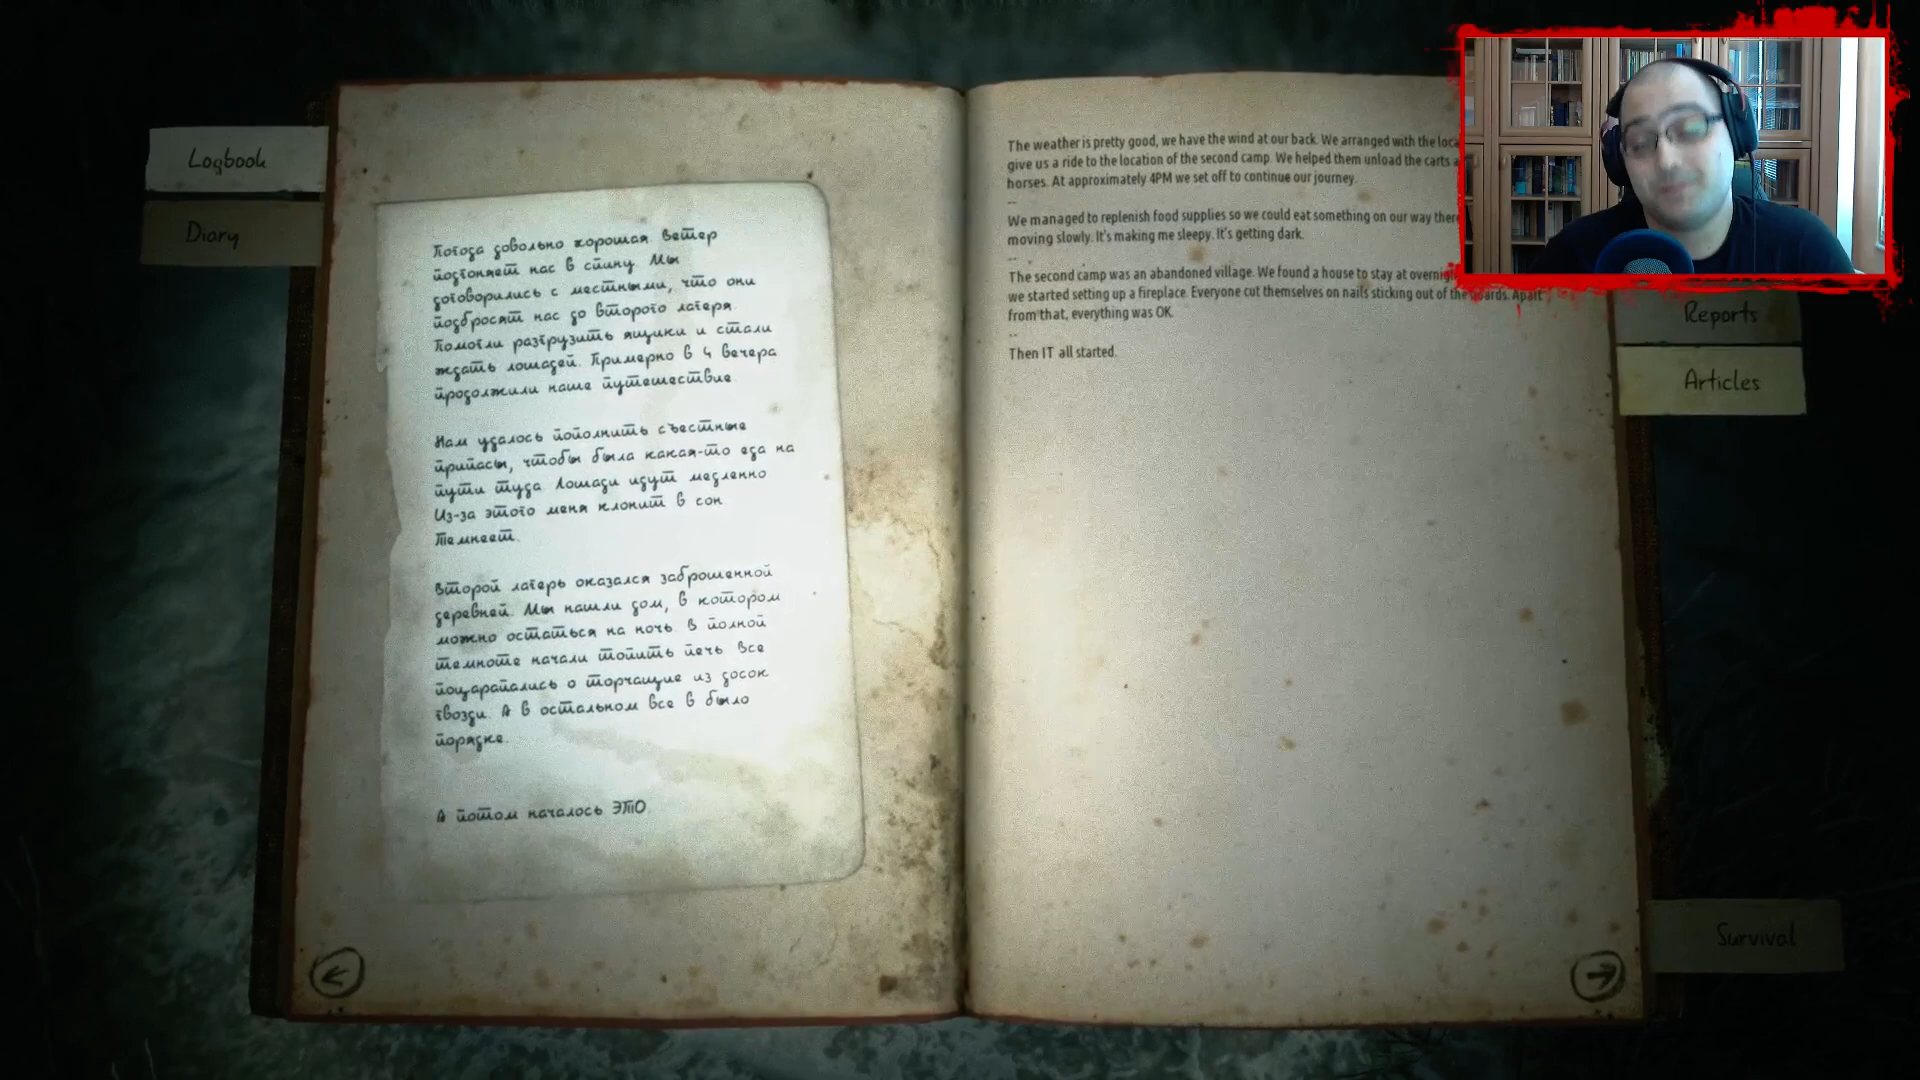 Logbook
Diary
Погода довольно хорошая. Ветер
подгоняет нас в спину. Мы
договорились с местными, что они
подбросят нас до второго лагеря.
Помогли разгрузить ящики и стали
ждать лошадей. Примерно в 4 вечера
продолжили наше путешествие.
Нам удалось пополнить съестные
припасы, чтобы была какая-то еда на
пути туда. Лошади идут медленно.
Из-за этого меня клонит в сон.
Темнеет.
Второй лагерь оказался заброшенной
деревней. Мы нашли дом, в котором
можно остаться на ночь. В полной
темноте начали топить печь. Все
поцарапались о торчащие из досок
гвозди. А в остальном все в было
порядке.
А потом началось ЭТО.
The weather is pretty good, we have the wind at our back. We arranged with the
give us a ride to the location of the second camp. We helped them unload the carts
horses. At approximately 4PM we set off to continue our journey.
--
We managed to replenish food supplies so we could eat something on our way
moving slowly. It's making me sleepy. It's getting dark.
--
The second camp was an abandoned village. We found a house to stay at
we started setting up a fireplace. Everyone cut themselves on nails sticking out of the boards. Apart
from that, everything was OK.
--
Then IT all started.
Reports
Articles
Survival